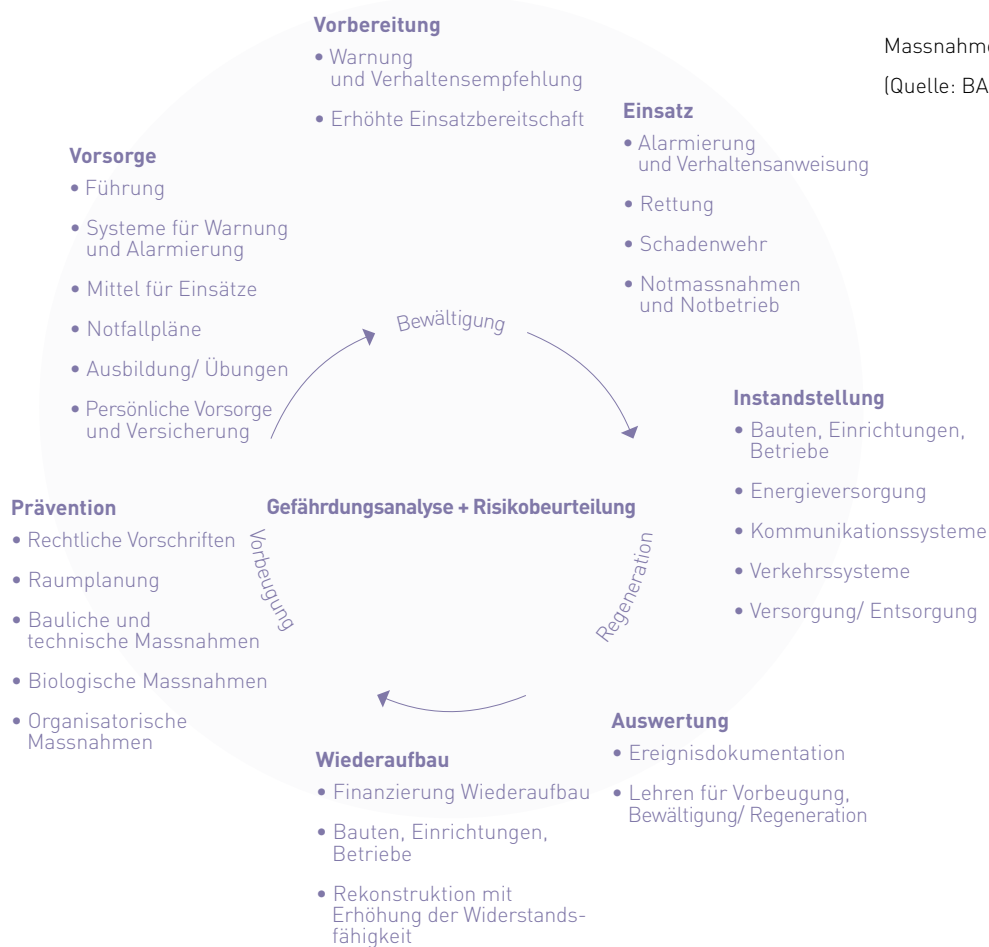 Vorbereitung
• Warnung
und Verhaltensempfehlung
• Erhöhte Einsatzbereitschaft
Massnahme
(Quelle: BA
Einsatz
• Alarmierung
und Verhaltensanweisung
• Rettung
• Schadenwehr
• Notmassnahmen
und Notbetrieb
Vorsorge
• Führung
• Systeme für Warnung
und Alarmierung
• Mittel für Einsätze
• Notfallpläne
• Ausbildung/ Übungen
• Persönliche Vorsorge
und Versicherung
Bewältigung
Instandstellung
• Bauten, Einrichtungen,
Betriebe
• Energieversorgung
• Kommunikationssysteme
• Verkehrssysteme
• Versorgung/ Entsorgung
Gefährdungsanalyse + Risikobeurteilung
Prävention
• Rechtliche Vorschriften
• Raumplanung
• Bauliche und
technische Massnahmen
• Biologische Massnahmen
• Organisatorische
Massnahmen
Vorbeugung
Regeneration
Auswertung
• Ereignisdokumentation
• Lehren für Vorbeugung,
Bewältigung/ Regeneration
Wiederaufbau
• Finanzierung Wiederaufbau
• Bauten, Einrichtungen,
Betriebe
• Rekonstruktion mit
Erhöhung der Widerstands-
fähigkeit